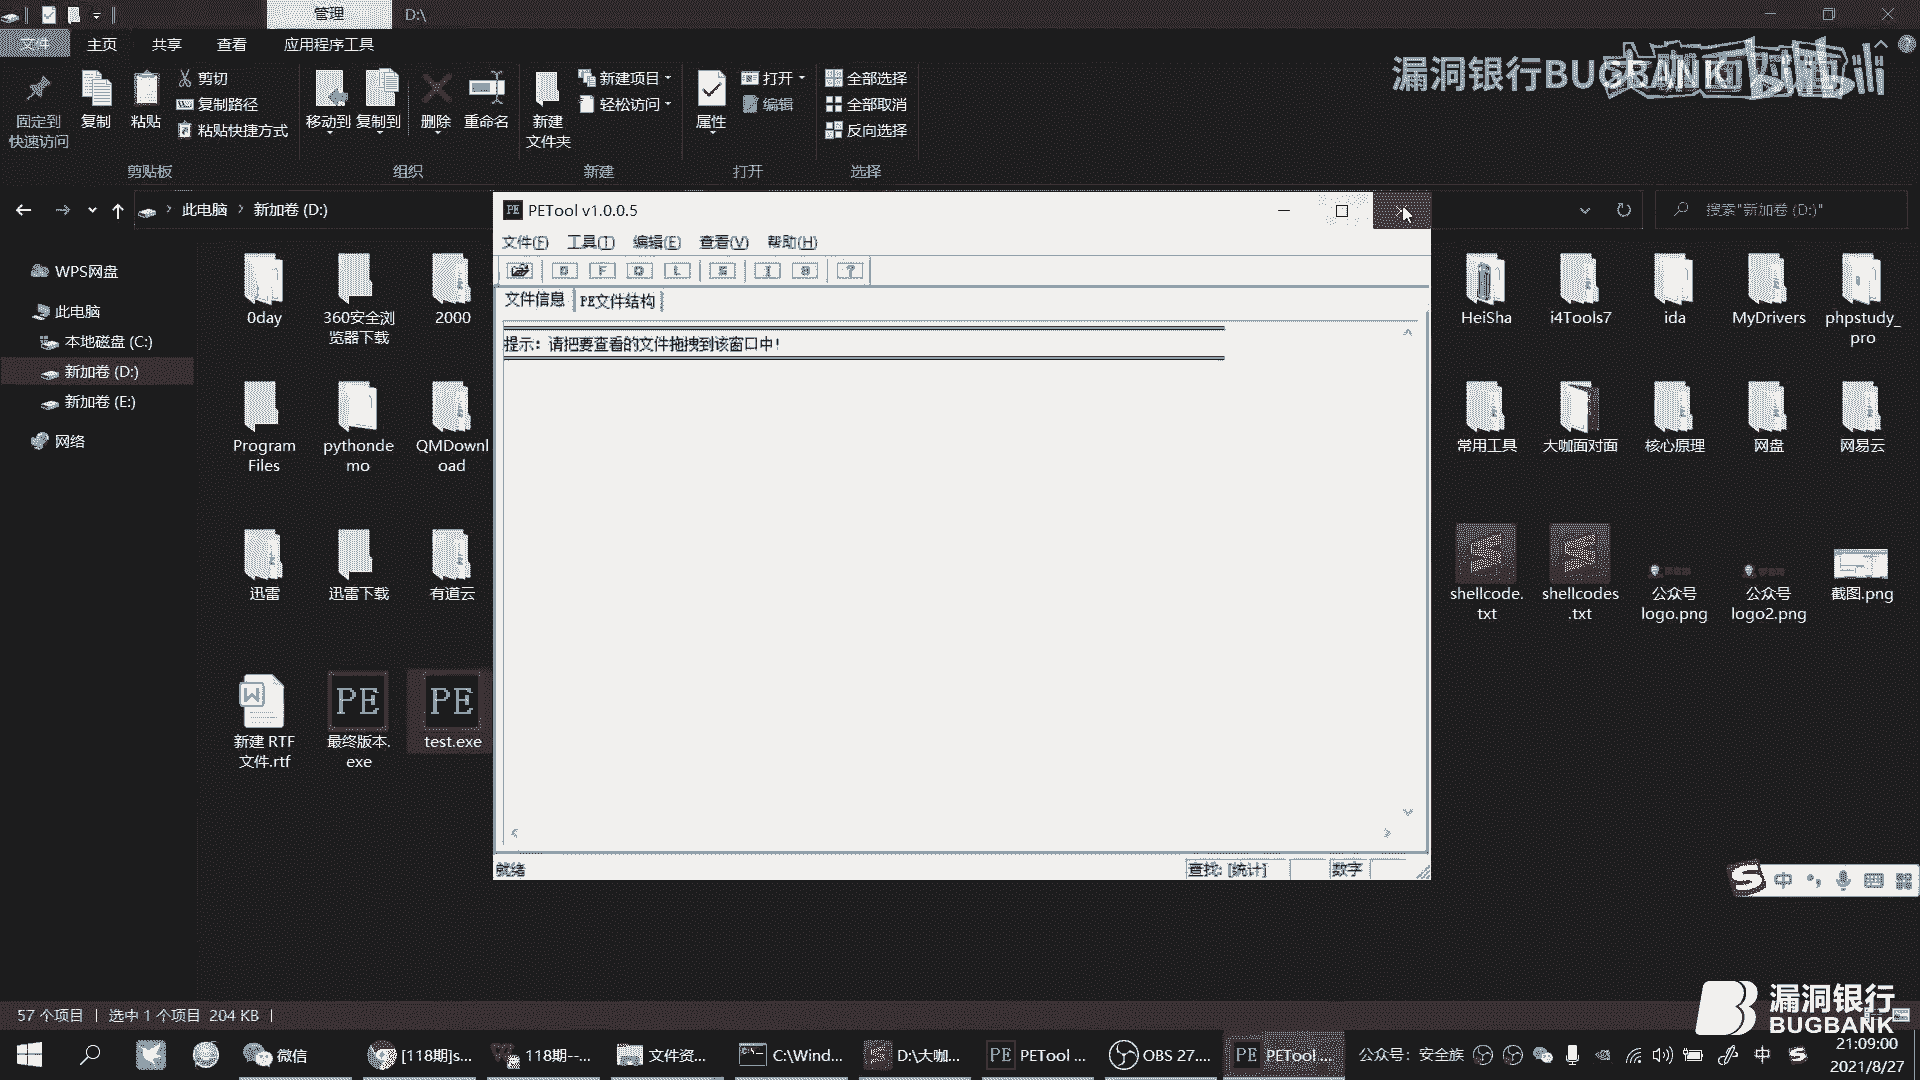 管理
D:\
文件
主页
共享
查看
应用程序工具
漏洞银行BUGBANK
固定到
快速访问
复制
粘贴
剪切
复制路径
粘贴快捷方式
移动到
复制到
删除
重命名
新建
文件夹
新建项目
轻松访问
属性
打开
编辑
全部选择
全部取消
反向选择
剪贴板
组织
新建
打开
选择
此电脑
新加卷 (D:)
搜索"新加卷 (D:)"
WPS网盘
此电脑
本地磁盘 (C:)
新加卷 (D:)
新加卷 (E:)
网络
0day
360安全浏
览器下载
2000
HeiSha
i4Tools7
ida
MyDrivers
phpstudy_
pro
Program
Files
pythonde
mo
QMDownl
oad
常用工具
大咖面对面
核心原理
网盘
网易云
迅雷
迅雷下载
有道云
shellcode.
txt
shellcodes
.txt
公众号
logo.png
公众号
logo2.png
截图.png
新建 RTF
文件.rtf
PE
最终版本.
exe
PE
test.exe
PE PETool v1.0.0.5
文件(F)
工具(T)
编辑(E)
查看(V)
帮助(H)
文件信息
PE文件结构
提示：请把要查看的文件拖拽到该窗口中!
就绪
查找: [统计]
数字
中
57 个项目
选中 1 个项目 204 KB
漏洞银行
BUGBANK
微信
[118期]s...
118期--...
文件资...
C:\Wind...
D:\大咖...
PE PETool ...
OBS 27....
PE PETool ...
公众号：安全族
中
21:09:00
2021/8/27